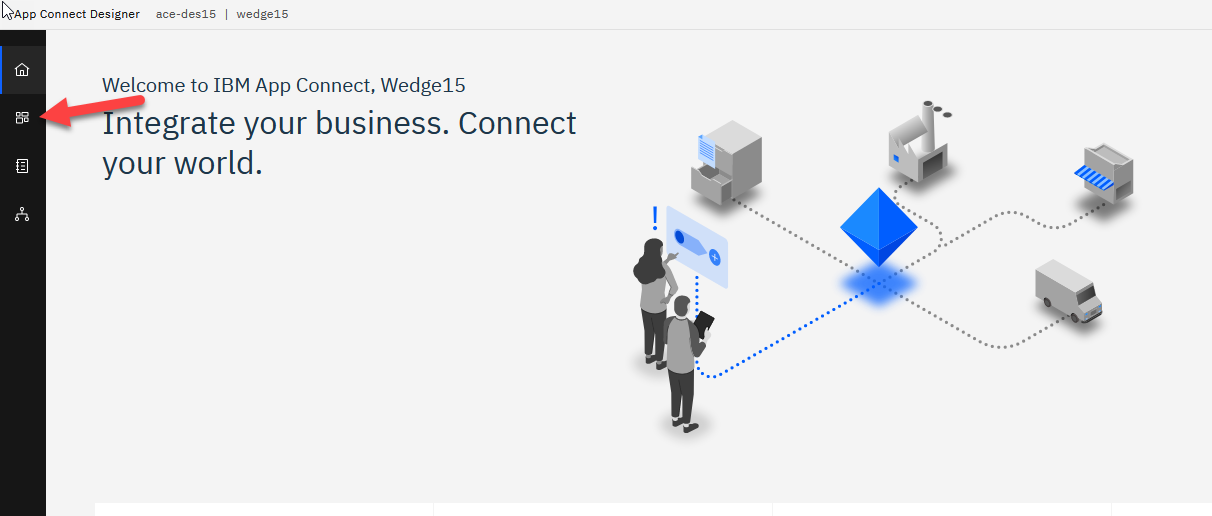 App Connect Designer ace-des15 | wedge15
Welcome to IBM App Connect, Wedge15
Integrate your business. Connect
your world.
!